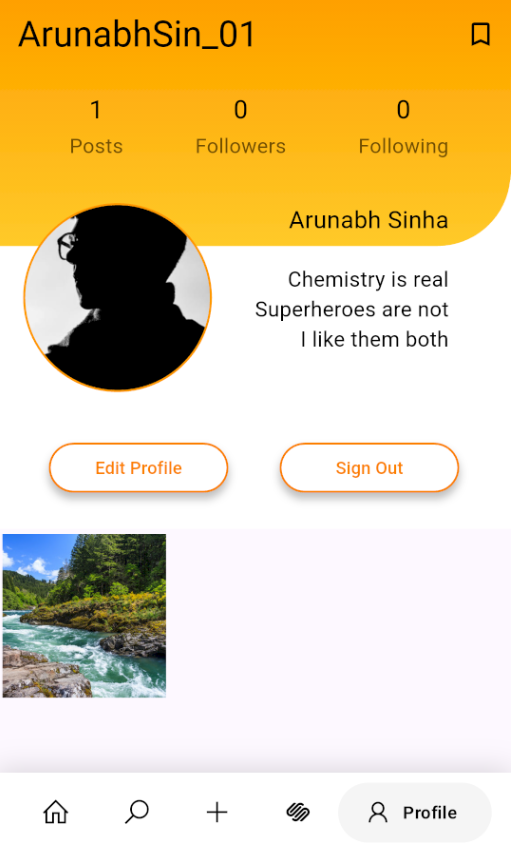 ArunabhSin_01
1 0 0
Posts Followers Following
Arunabh Sinha
Chemistry is real
Superheroes are not
I like them both
Edit Profile Sign Out
Profile